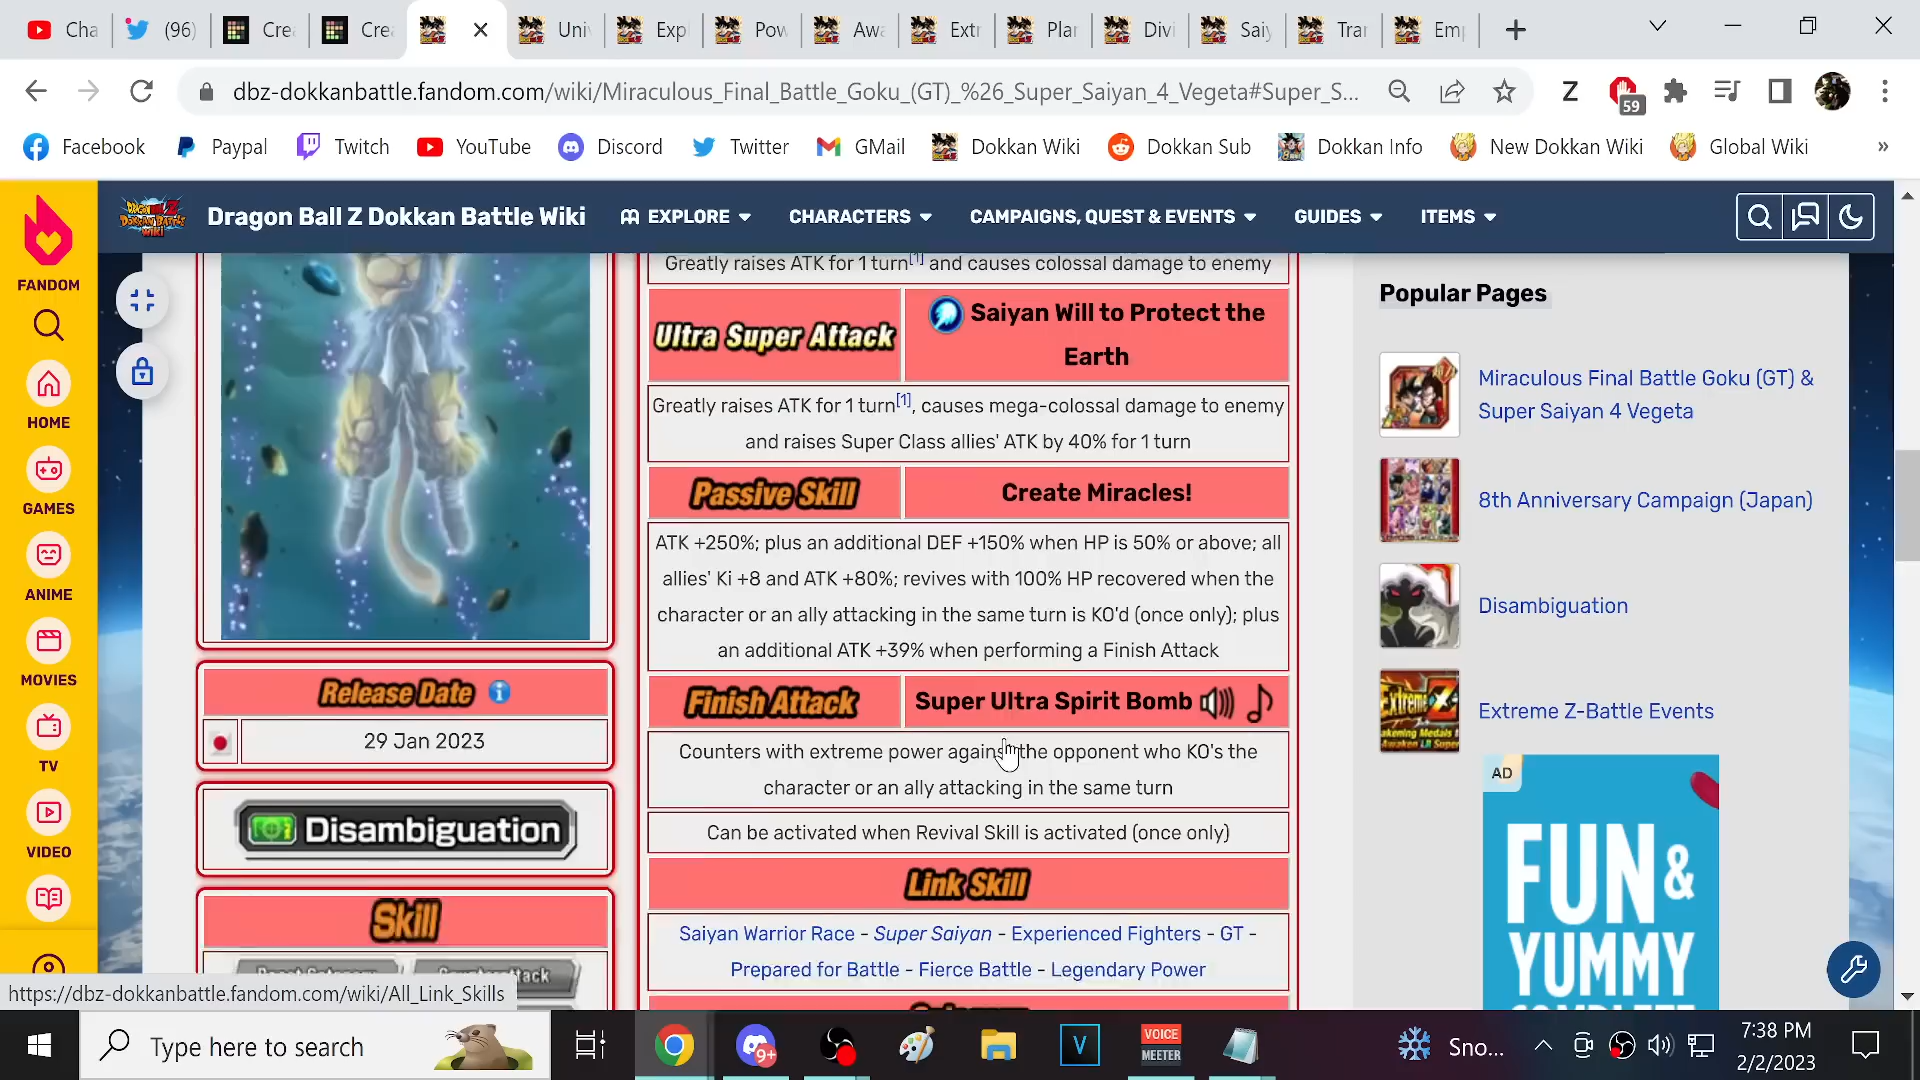 Cha
(96)
Crea
Crea
Uni
Expl
Pow
Awa
Extr
Plan
Divi
Saiy
Tran
Emp
dbz-dokkanbattle.fandom.com/wiki/Miraculous_Final_Battle_Goku_(GT)_%26_Super_Saiyan_4_Vegeta#Super_S...
Z
59
Facebook
Paypal
Twitch
YouTube
Discord
Twitter
GMail
Dokkan Wiki
Dokkan Sub
Dokkan Info
New Dokkan Wiki
Global Wiki
»
Dragon Ball Z Dokkan Battle Wiki
EXPLORE
CHARACTERS
CAMPAIGNS, QUEST & EVENTS
GUIDES
ITEMS
FANDOM
HOME
GAMES
ANIME
MOVIES
TV
VIDEO
Release Date
29 Jan 2023
Disambiguation
Skill
Greatly raises ATK for 1 turn[1] and causes colossal damage to enemy
Ultra Super Attack
Saiyan Will to Protect the
Earth
Greatly raises ATK for 1 turn[1], causes mega-colossal damage to enemy
and raises Super Class allies' ATK by 40% for 1 turn
Passive Skill
Create Miracles!
ATK +250%; plus an additional DEF +150% when HP is 50% or above; all
allies' Ki +8 and ATK +80%; revives with 100% HP recovered when the
character or an ally attacking in the same turn is KO'd (once only); plus
an additional ATK +39% when performing a Finish Attack
Finish Attack
Super Ultra Spirit Bomb
Counters with extreme power against the opponent who KO's the
character or an ally attacking in the same turn
Can be activated when Revival Skill is activated (once only)
Link Skill
Saiyan Warrior Race - Super Saiyan - Experienced Fighters - GT -
Prepared for Battle - Fierce Battle - Legendary Power
Popular Pages
Miraculous Final Battle Goku (GT) &
Super Saiyan 4 Vegeta
8th Anniversary Campaign (Japan)
Disambiguation
Extreme Z-Battle Events
AD
FUN &
YUMMY
https://dbz-dokkanbattle.fandom.com/wiki/All_Link_Skills
Type here to search
9+
V
VOICE
MEETER
Sno...
7:38 PM
2/2/2023